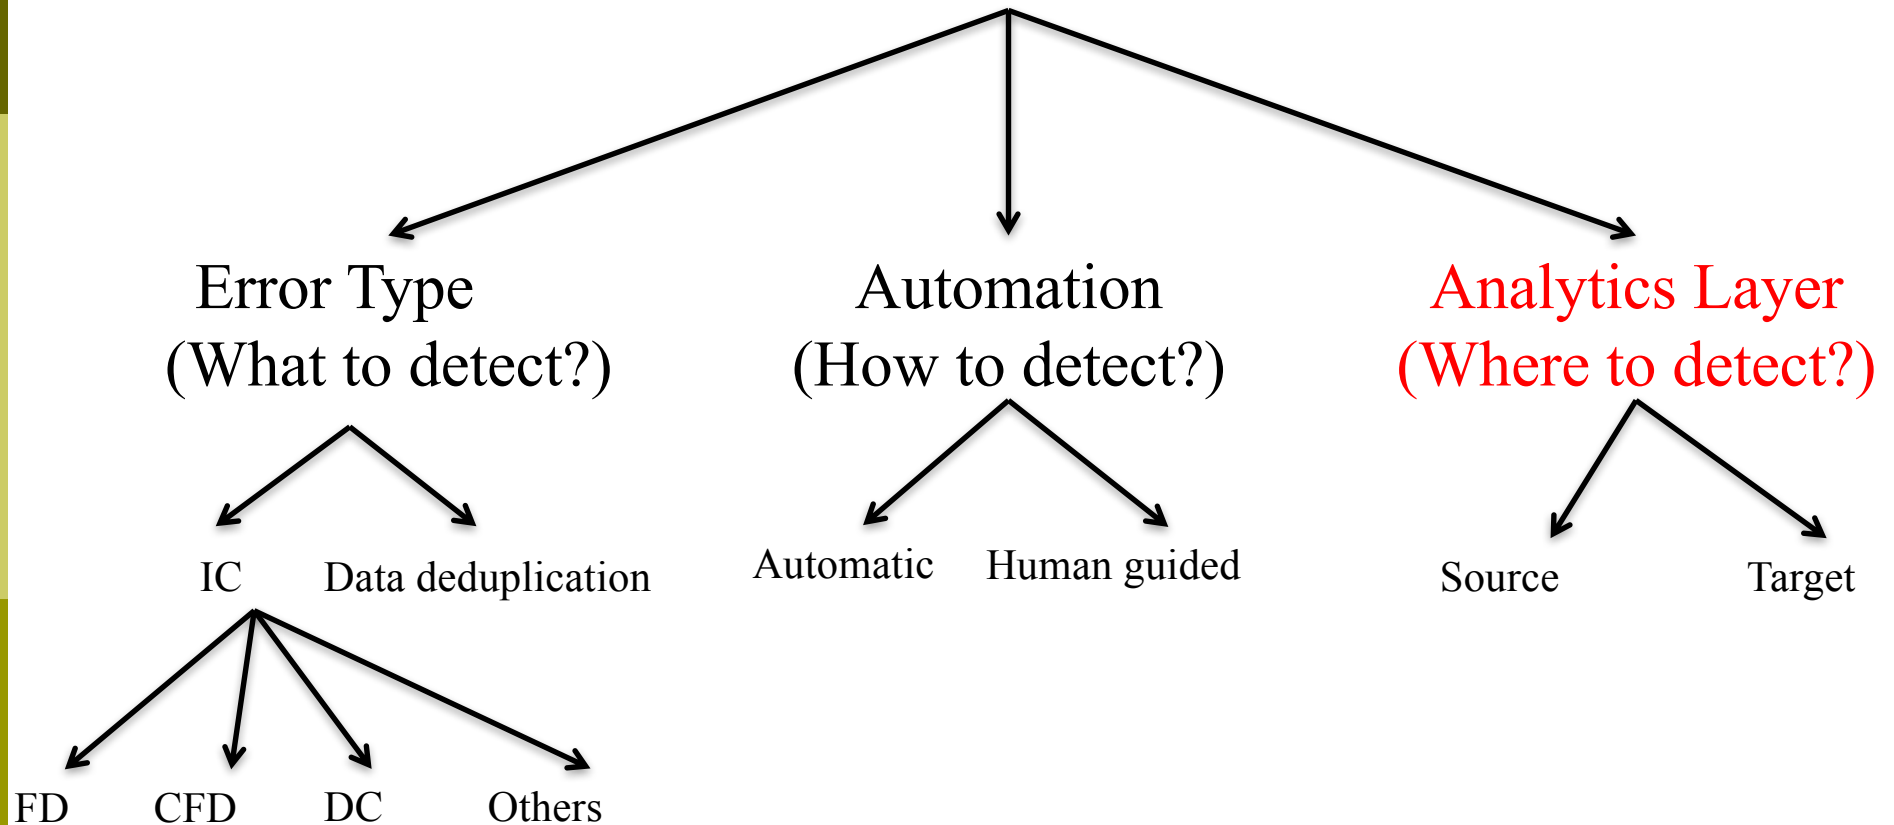 Error Type
(What to detect?)
Automation
(How to detect?)
Analytics Layer
(Where to detect?)
IC
Data deduplication
Automatic
Human guided
Source
Target
FD
CFD
DC
Others